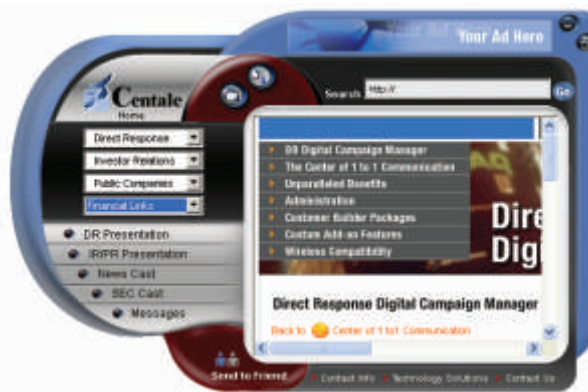 Your Ad Here
Search http://
Go
Centale
Home
Direct Response
Investor Relations
Public Companies
Financial Links
DR Presentation
IR/PR Presentation
News Cast
SEC Cast
Messages
DR Digital Campaign Manager
The Center of 1 to 1 Communication
Unparalleled Benefits
Administration
Customer Builder Packages
Custom Add-on Features
Wireless Compatibility
Dire
Digi
Direct Response Digital Campaign Manager
Back to Center of 1to1 Communication
Send to Friend
Contact Info Technology Solutions Contact Us